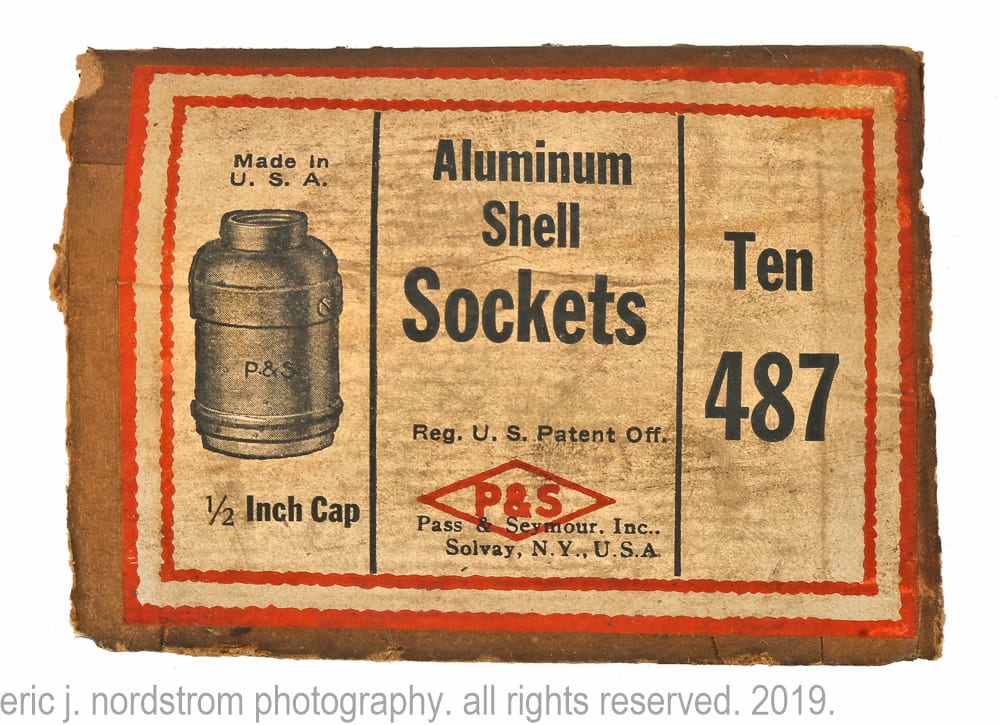 Made in
U. S. A.
P.&S.
½ Inch Cap
Aluminum
Shell
Sockets
Reg. U. S. Patent Off.
P&S
Pass & Seymour, Inc..
Solvay, N.Y., U.S.A.
Ten
487
eric j. nordstrom photography. all rights reserved. 2019.